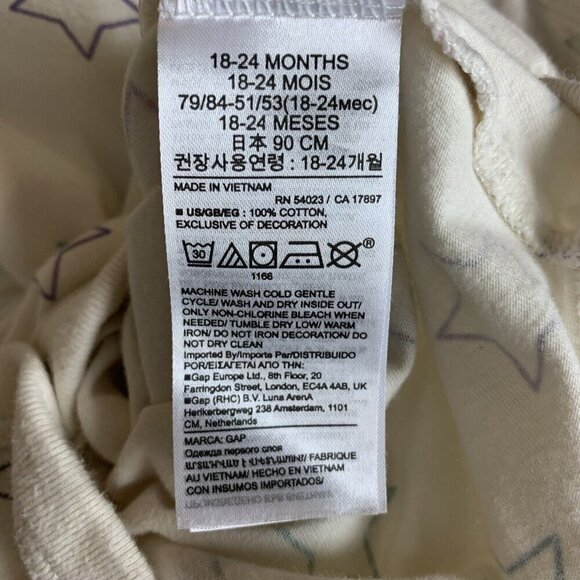 18-24 MONTHS
18-24 MOIS
79/84-51/53(18-24мес)
18-24 MESES
日本 90 CM
권장사용연령 : 18-24개월
MADE IN VIETNAM
RN 54023 / CA 17897
■ US/GB/EG : 100% COTTON,
EXCLUSIVE OF DECORATION
30
®
1166
MACHINE WASH COLD GENTLE
CYCLE/ WASH AND DRY INSIDE OUT/
ONLY NON-CHLORINE BLEACH WHEN
NEEDED/ TUMBLE DRY LOW/ WARM
IRON/ DO NOT IRON DECORATION/ DO
NOT DRY CLEAN
Imported By/Importe Par/DISTRIBUIDO
POR/ΕΙΣΑΓΕΤΑΙ ΑΠΟ ΤΗΝ:
■Gap Europe Ltd., 8th Floor, 20
Farringdon Street, London, EC4A 4AB, UK
■Gap (RHC) B.V. Luna ArenA
Herikerbergweg 238 Amsterdam, 1101
CM, Netherlands
MARCA: GAP
Одежда первого слоя
ԱՐՏԱԴՐՎԱԾ Է ՎԻԵՏՆԱՄՈՒՄ/ FABRIQUE
AU VIETNAM/ HECHO EN VIETNAM
CON INSUMOS IMPORTADOS